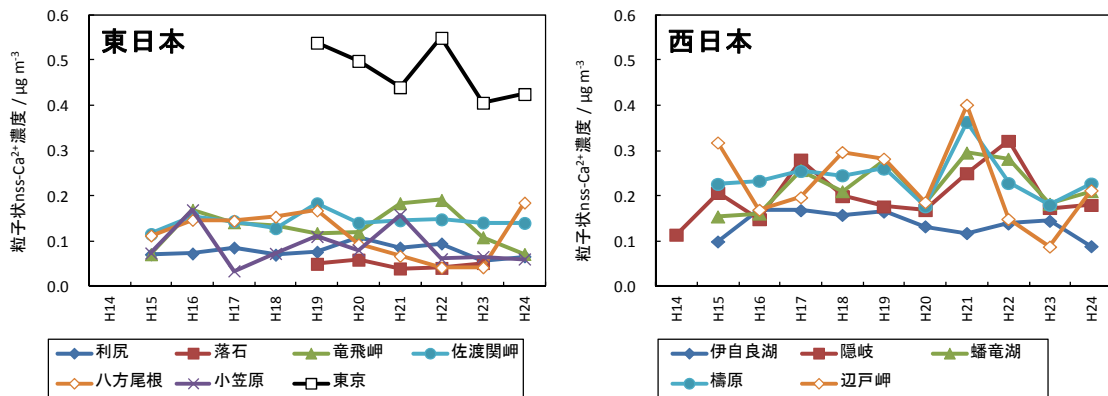 東日本
粒子状nss-Ca²⁺濃度 / µg m⁻³
0.6
0.5
0.4
0.3
0.2
0.1
0.0
H14 H15 H16 H17 H18 H19 H20 H21 H22 H23 H24
利尻 落石 竜飛岬 佐渡関岬
八方尾根 小笠原 東京
西日本
粒子状nss-Ca²⁺濃度 / µg m⁻³
0.6
0.5
0.4
0.3
0.2
0.1
0.0
H14 H15 H16 H17 H18 H19 H20 H21 H22 H23 H24
伊自良湖 隠岐 蟠竜湖
檮原 辺戸岬